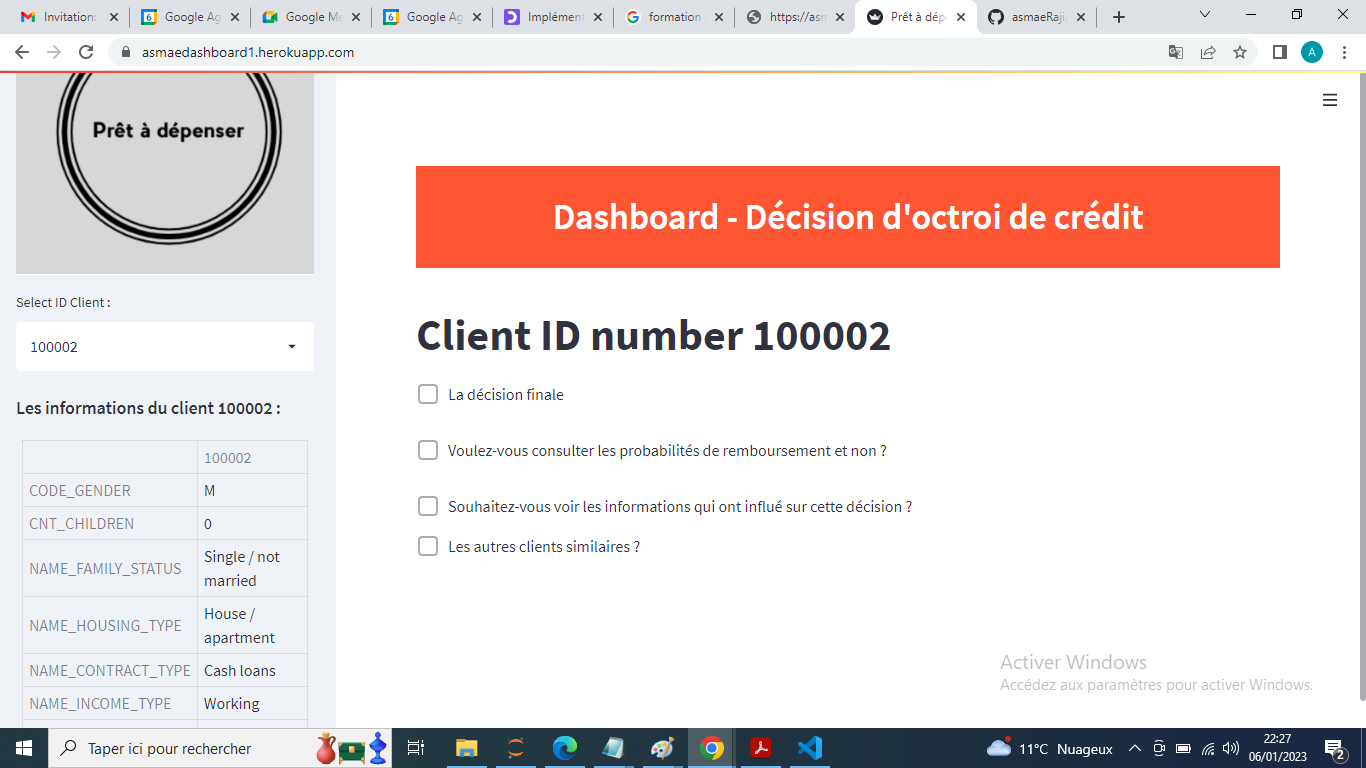 Invitation:
Google Ag
Google Me
Google Ag
Implément
formation
https://asm
Prêt à dép
asmaeRaji/
asmaedashboard1.herokuapp.com
A
Prêt à dépenser
Select ID Client :
100002
Les informations du client 100002 :
100002
CODE_GENDER M
CNT_CHILDREN 0
NAME_FAMILY_STATUS Single / not
married
NAME_HOUSING_TYPE House /
apartment
NAME_CONTRACT_TYPE Cash loans
NAME_INCOME_TYPE Working
Dashboard - Décision d'octroi de crédit
Client ID number 100002
La décision finale
Voulez-vous consulter les probabilités de remboursement et non ?
Souhaitez-vous voir les informations qui ont influé sur cette décision ?
Les autres clients similaires ?
Activer Windows
Accédez aux paramètres pour activer Windows.
Taper ici pour rechercher
11°C Nuageux
22:27
06/01/2023
2